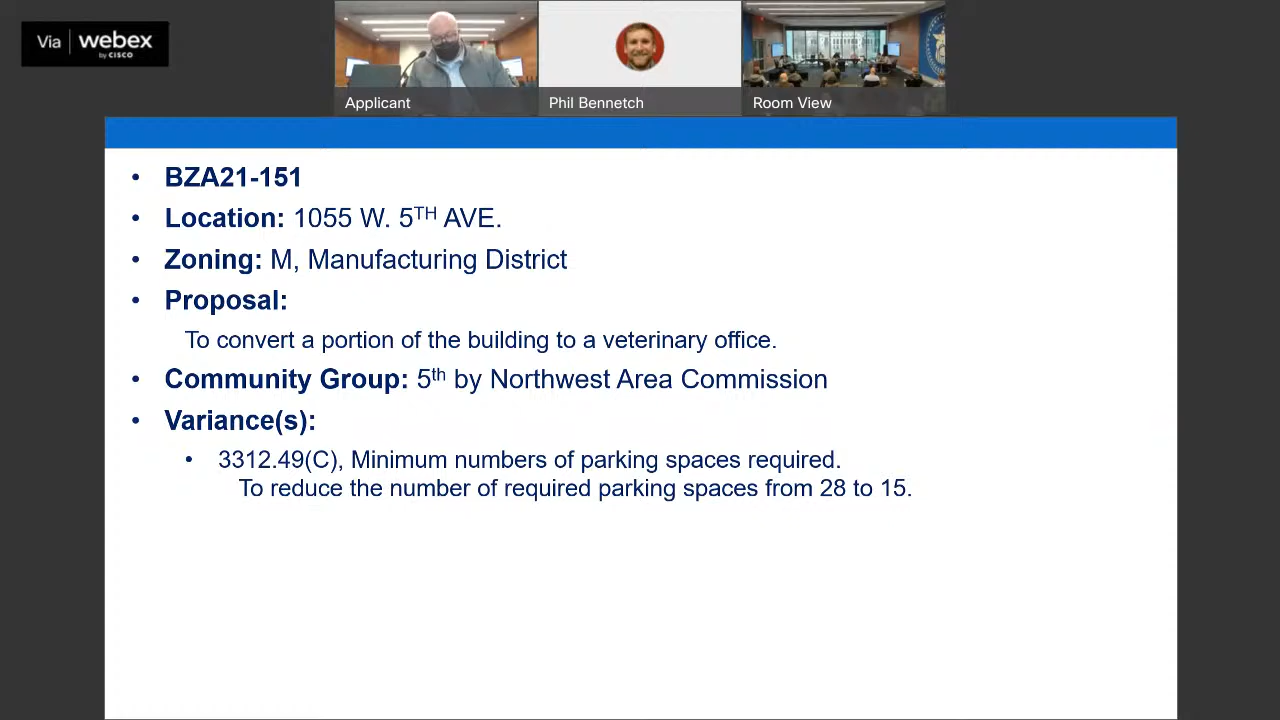 Via webex
by CISCO
Applicant
Phil Bennetch
Room View
• BZA21-151
• Location: 1055 W. 5TH AVE.
• Zoning: M, Manufacturing District
• Proposal:
To convert a portion of the building to a veterinary office.
• Community Group: 5th by Northwest Area Commission
• Variance(s):
• 3312.49(C), Minimum numbers of parking spaces required.
To reduce the number of required parking spaces from 28 to 15.